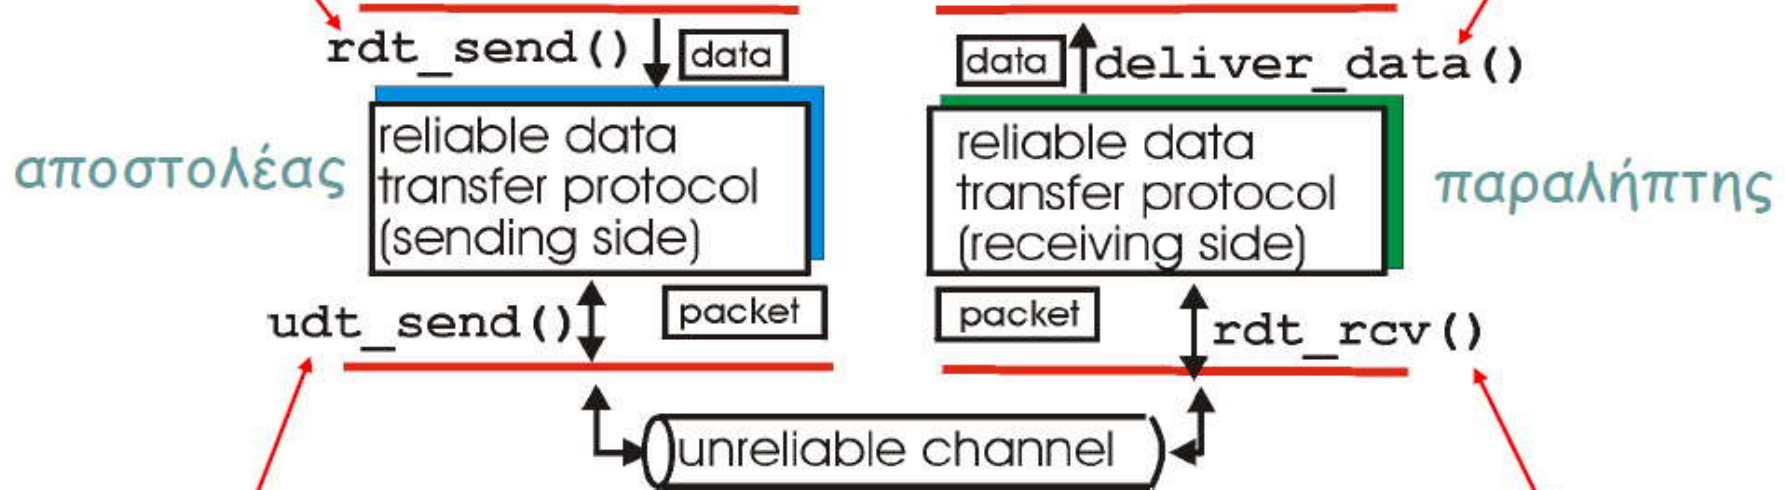 rdt_send()
data
data
deliver_data()
αποστολέας
reliable data
transfer protocol
(sending side)
reliable data
transfer protocol
(receiving side)
παραλήπτης
udt_send()
packet
packet
rdt_rcv()
unreliable channel